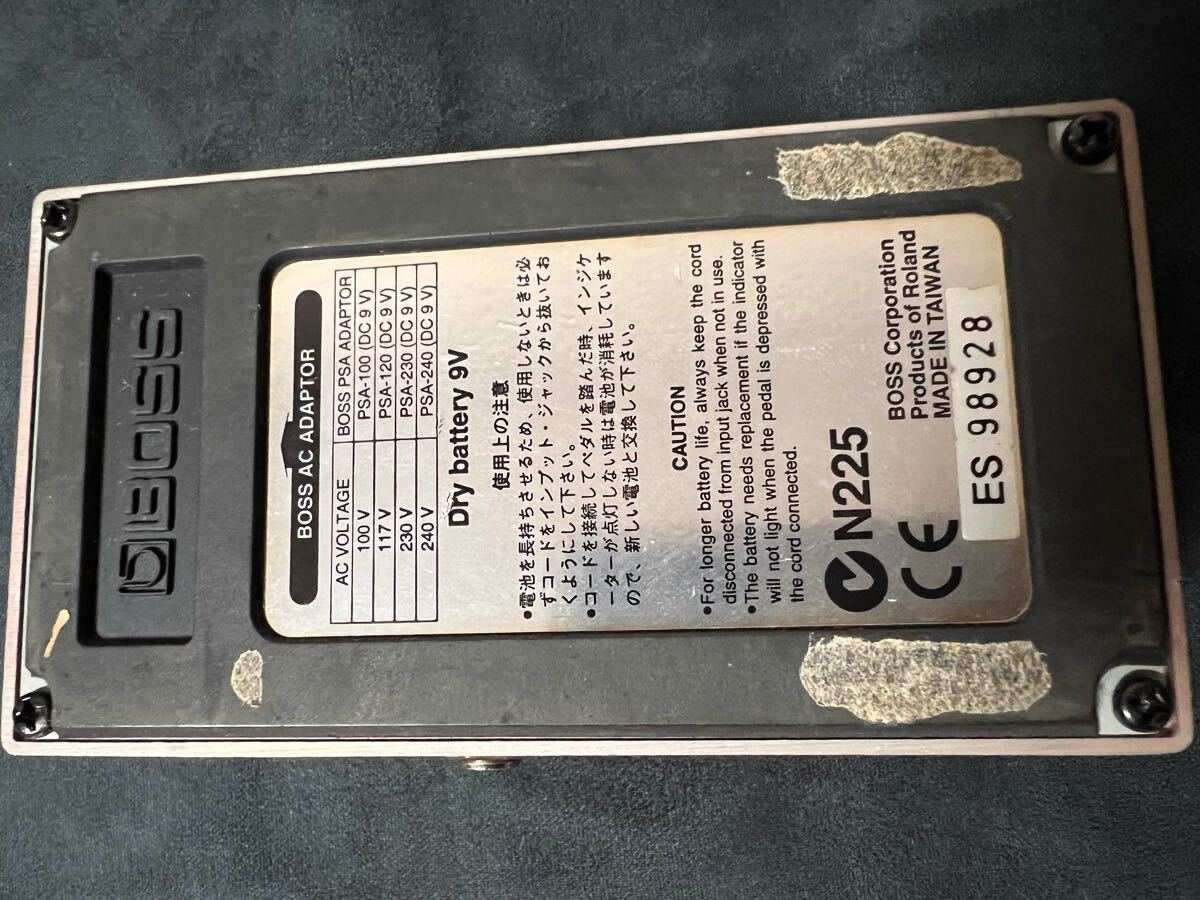 BOSS
BOSS AC ADAPTOR
AC VOLTAGE BOSS PSA ADAPTOR
100 V PSA-100 (DC 9 V)
117 V PSA-120 (DC 9 V)
230 V PSA-230 (DC 9 V)
240 V PSA-240 (DC 9 V)
Dry battery 9V
使用上の注意
●電池を長持ちさせるため、使用しないときは必
ずコードをインプット・ジャックから抜いてお
くようにして下さい。
●コードを接続してペダルを踏んだ時、インジケ
ーターが点灯しない時は電池が消耗しています
ので、新しい電池と交換して下さい。
CAUTION
●For longer battery life, always keep the cord
disconnected from input jack when not in use.
●The battery needs replacement if the indicator
will not light when the pedal is depressed with
the cord connected.
N225
CE
BOSS Corporation
Products of Roland
MADE IN TAIWAN
ES 98928